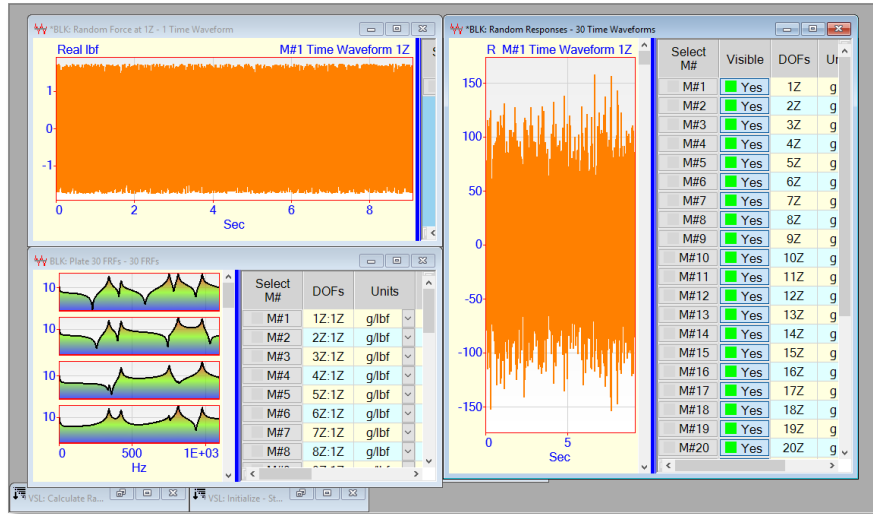 *BLK: Random Force at 1Z - 1 Time Waveform
Real lbf M#1 Time Waveform 1Z
1
0
-1
0 2 4 6 8
Sec
BLK: Plate 30 FRFs - 30 FRFs
10
10
10
10
0 500 1E+03
Hz
Select M# DOFs Units
M#1 1Z:1Z g/lbf
M#2 2Z:1Z g/lbf
M#3 3Z:1Z g/lbf
M#4 4Z:1Z g/lbf
M#5 5Z:1Z g/lbf
M#6 6Z:1Z g/lbf
M#7 7Z:1Z g/lbf
M#8 8Z:1Z g/lbf
*BLK: Random Responses - 30 Time Waveforms
R M#1 Time Waveform 1Z
150
100
50
0
-50
-100
-150
0 5
Sec
Select M# Visible DOFs
M#1 Yes 1Z g
M#2 Yes 2Z g
M#3 Yes 3Z g
M#4 Yes 4Z g
M#5 Yes 5Z g
M#6 Yes 6Z g
M#7 Yes 7Z g
M#8 Yes 8Z g
M#9 Yes 9Z g
M#10 Yes 10Z g
M#11 Yes 11Z g
M#12 Yes 12Z g
M#13 Yes 13Z g
M#14 Yes 14Z g
M#15 Yes 15Z g
M#16 Yes 16Z g
M#17 Yes 17Z g
M#18 Yes 18Z g
M#19 Yes 19Z g
M#20 Yes 20Z g
VSL: Calculate Ra... VSL: Initialize - St...